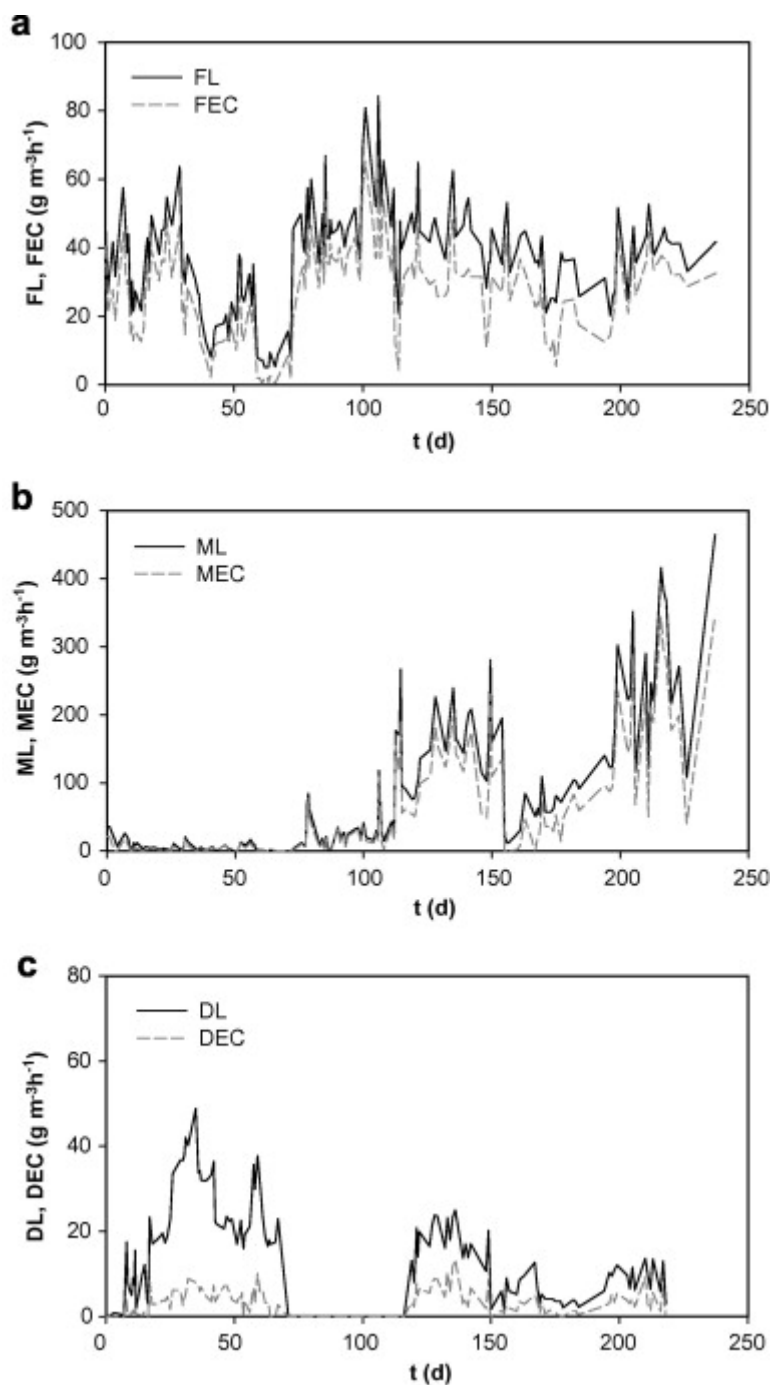 a
FL, FEC (g m⁻³h⁻¹)
100
80
60
40
20
0
FL
FEC
0 50 100 150 200 250
t (d)
b
ML, MEC (g m⁻³h⁻¹)
500
400
300
200
100
0
ML
MEC
0 50 100 150 200 250
t (d)
c
DL, DEC (g m⁻³h⁻¹)
80
60
40
20
0
DL
DEC
0 50 100 150 200 250
t (d)